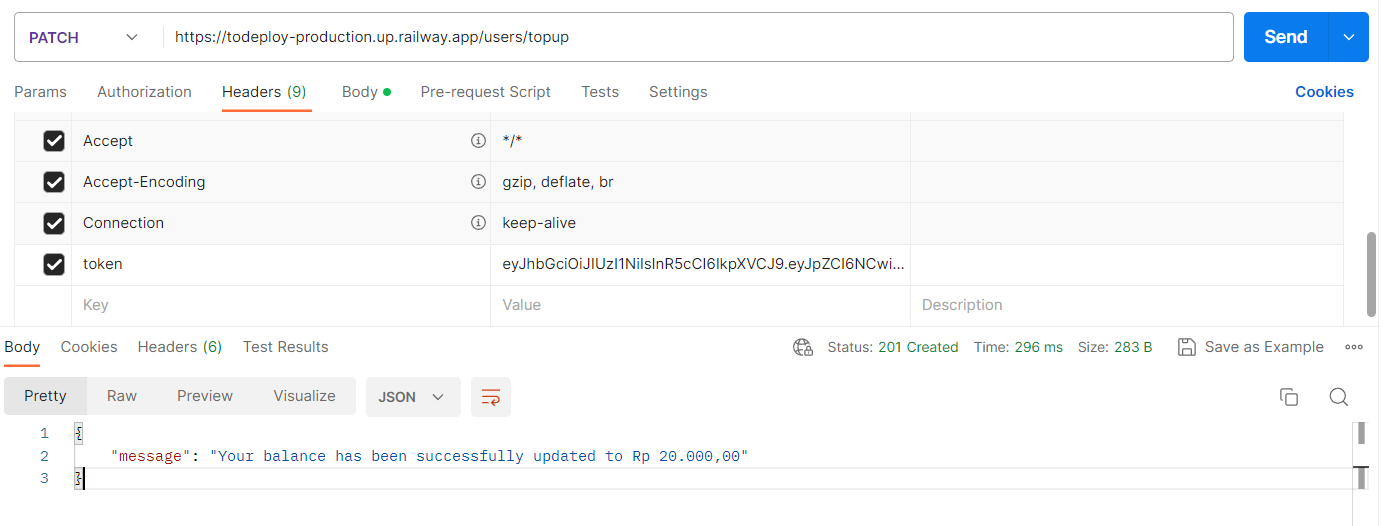 PATCH https://todeploy-production.up.railway.app/users/topup Send
Params Authorization Headers (9) Body Pre-request Script Tests Settings Cookies
Accept */*
Accept-Encoding gzip, deflate, br
Connection keep-alive
token eyJhbGciOiJIUzI1NiIsInR5cCI6IkpXVCJ9.eyJpZCI6NCwi...
Key Value Description
Body Cookies Headers (6) Test Results Status: 201 Created Time: 296 ms Size: 283 B Save as Example
Pretty Raw Preview Visualize JSON
1 {
2 "message": "Your balance has been successfully updated to Rp 20.000,00"
3 }